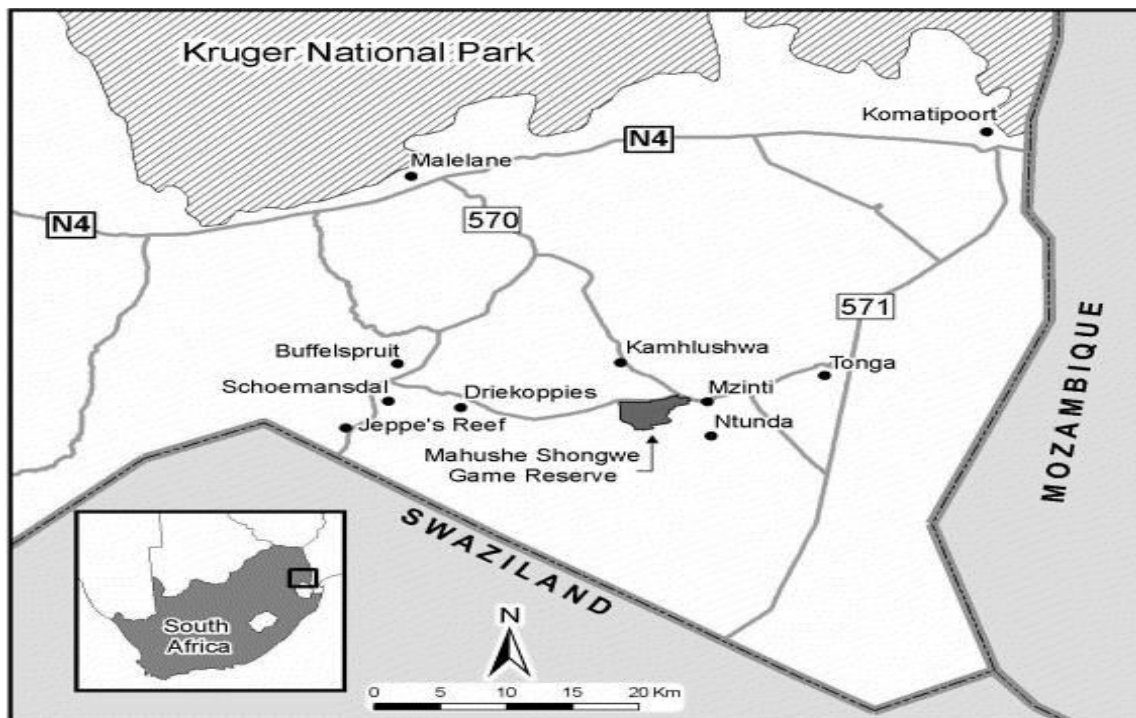 Kruger National Park
Komatipoort
N4
Malelane
N4
570
571
Buffelspruit
Kamhlushwa
Tonga
Schoemansdal
Driekoppies
Mzinti
Jeppe's Reef
Ntunda
Mahushe Shongwe
Game Reserve
MOZAMBIQUE
SWAZILAND
South
Africa
N
0 5 10 15 20 Km